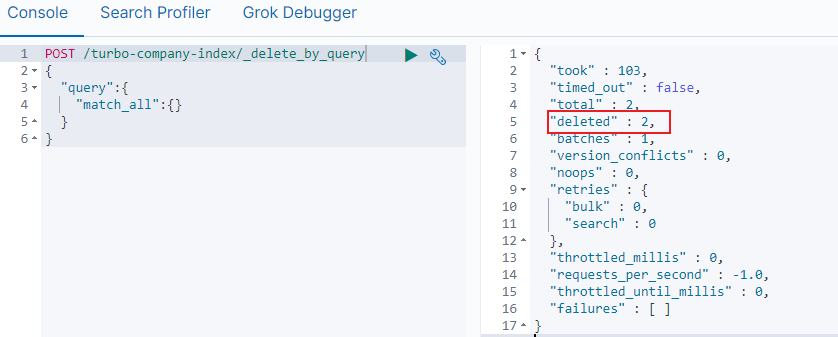 Console Search Profiler Grok Debugger
1 POST /turbo-company-index/_delete_by_query
2 {
3 "query":{
4 "match_all":{}
5 }
6 }
1 {
2 "took" : 103,
3 "timed_out" : false,
4 "total" : 2,
5 "deleted" : 2,
6 "batches" : 1,
7 "version_conflicts" : 0,
8 "noops" : 0,
9 "retries" : {
10 "bulk" : 0,
11 "search" : 0
12 },
13 "throttled_millis" : 0,
14 "requests_per_second" : -1.0,
15 "throttled_until_millis" : 0,
16 "failures" : [ ]
17 }